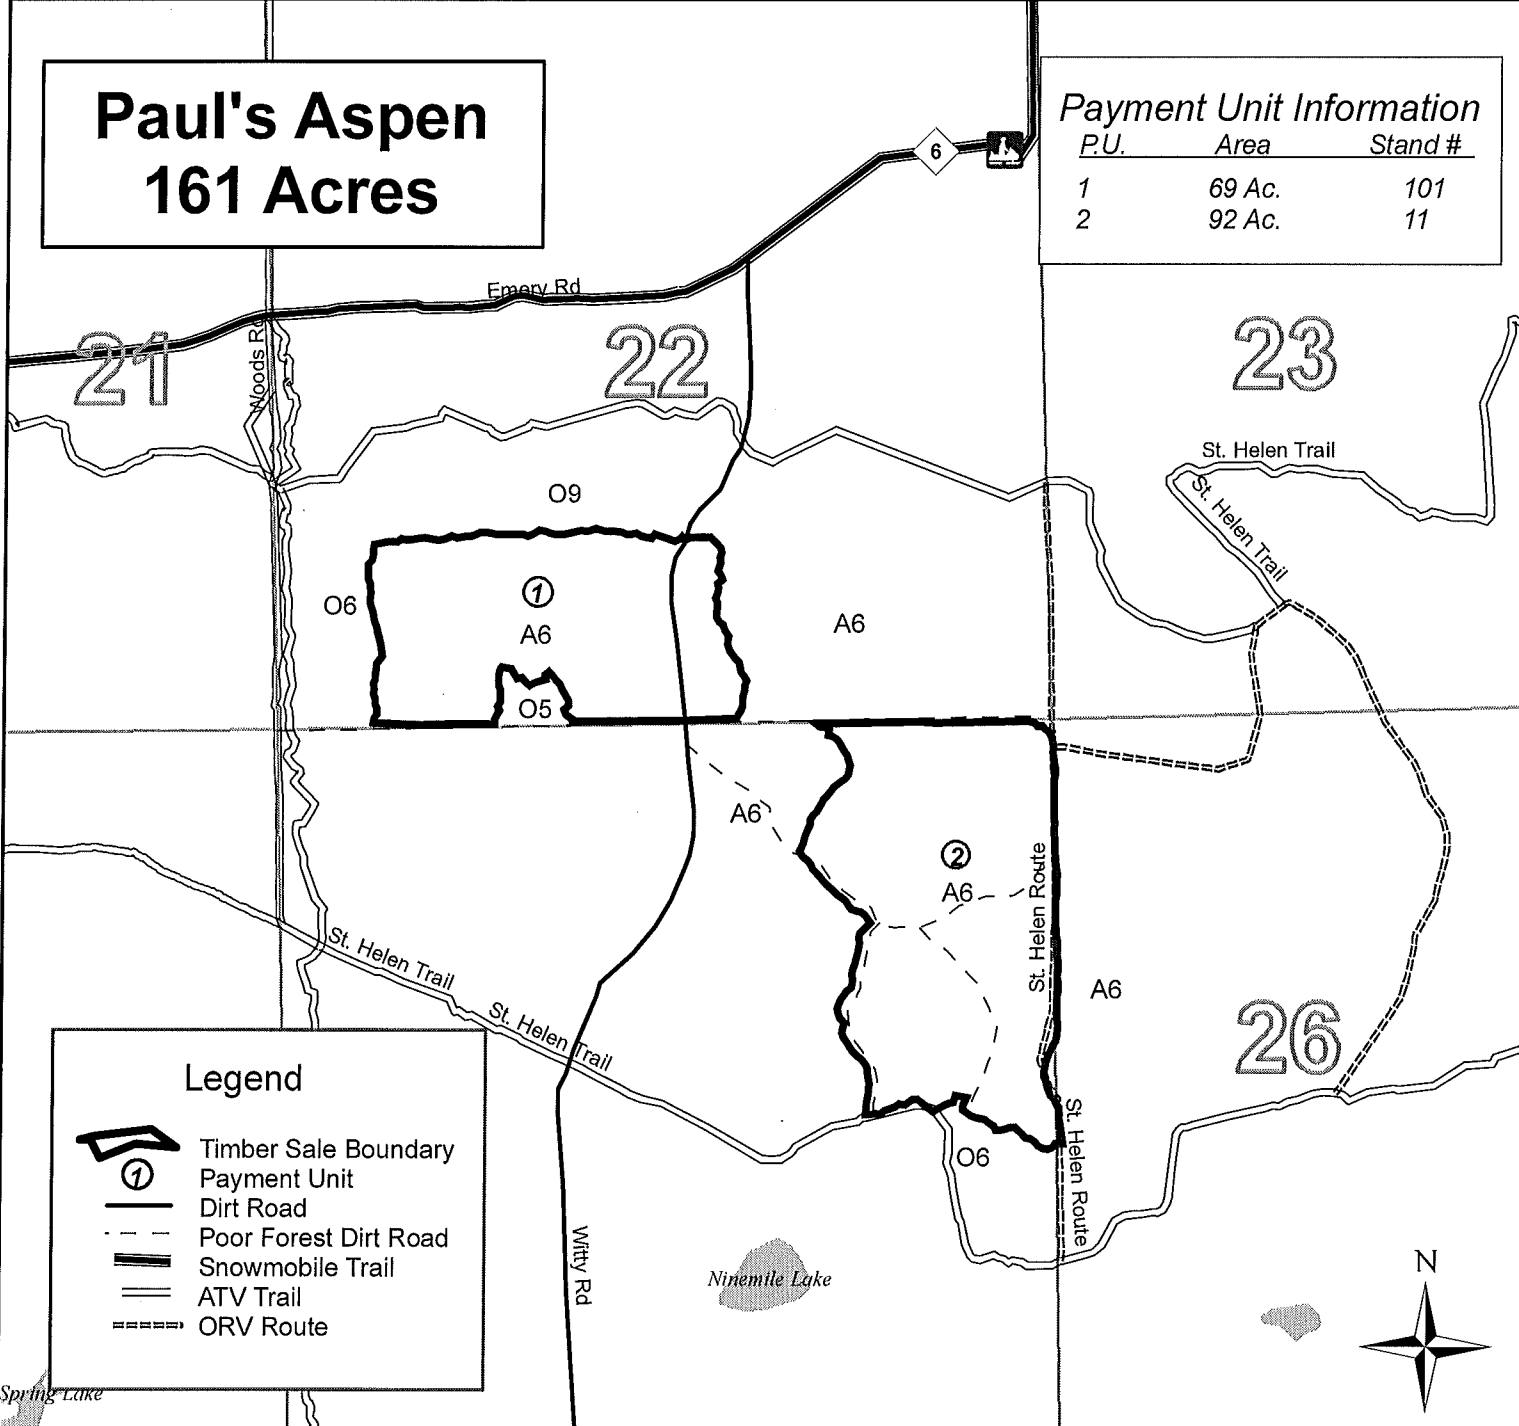 Paul's Aspen
161 Acres
Payment Unit Information
P.U. Area Stand #
1 69 Ac. 101
2 92 Ac. 11
6
Emery Rd
Woods Rd
21
22
23
St. Helen Trail
St. Helen Trail
O9
O6
1
A6
A6
O5
A6
2
A6
St. Helen Route
A6
St. Helen Trail
St. Helen Trail
26
St. Helen Route
O6
Witty Rd
Ninemile Lake
Spring Lake
N
Legend
Timber Sale Boundary
1 Payment Unit
Dirt Road
Poor Forest Dirt Road
Snowmobile Trail
ATV Trail
ORV Route